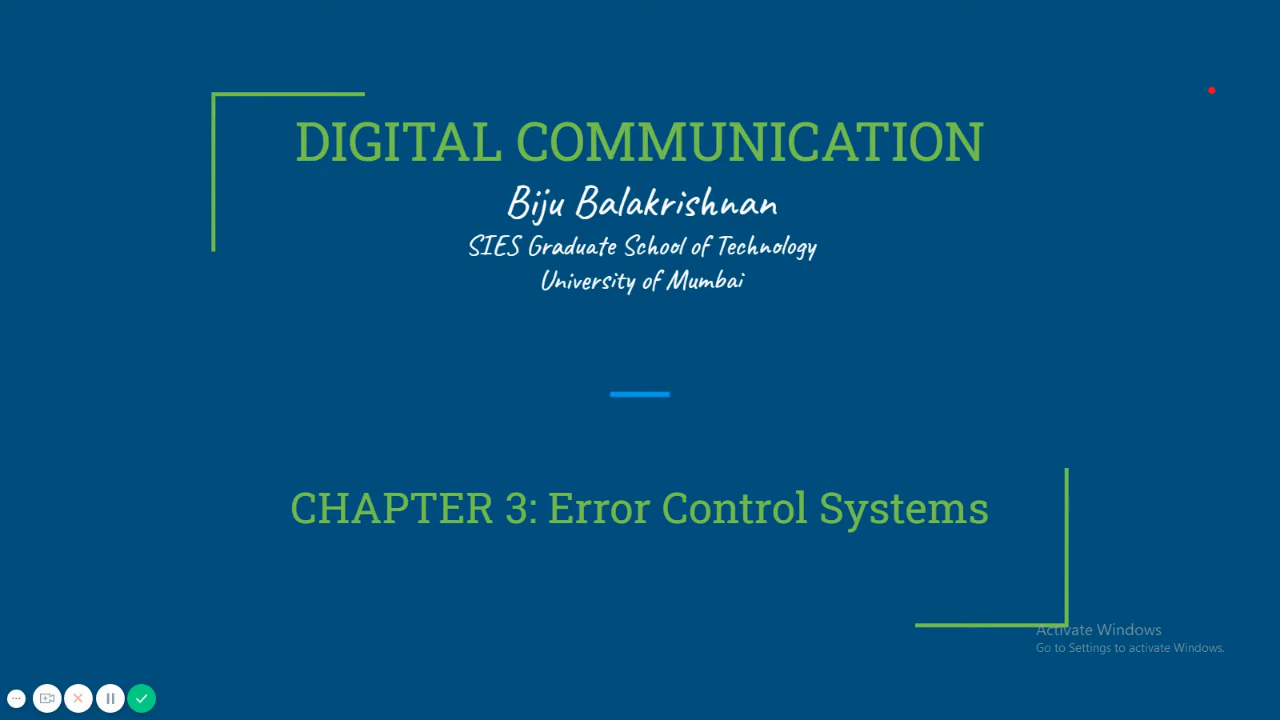 DIGITAL COMMUNICATION
Biju Balakrishnan
SIES Graduate School of Technology
University of Mumbai
CHAPTER 3: Error Control Systems
Activate Windows
Go to Settings to activate Windows.